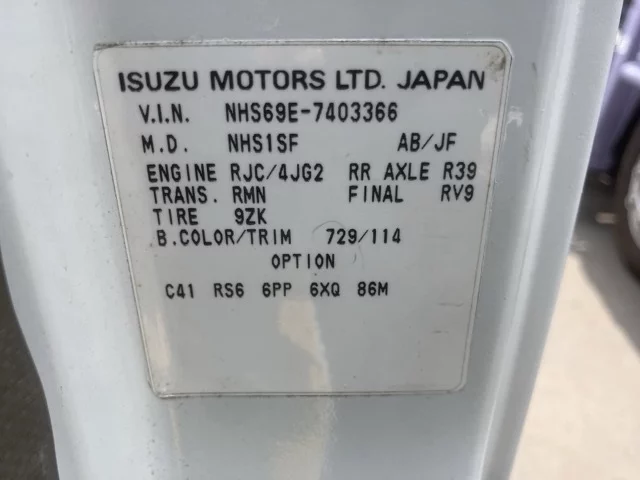 ISUZU MOTORS LTD. JAPAN
V.I.N. NHS69E-7403366
M.D. NHS1SF AB/JF
ENGINE RJC/4JG2 RR AXLE R39
TRANS. RMN FINAL RV9
TIRE 9ZK
B.COLOR/TRIM 729/114
OPTION
C41 RS6 6PP 6XQ 86M